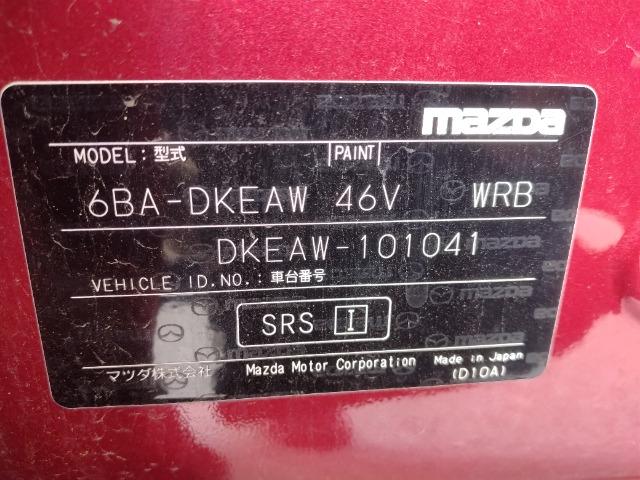 mazda
MODEL: 型式 PAINT
6BA-DKEAW 46V WRB
DKEAW-101041
VEHICLE ID.NO.: 車台番号
SRS I
マツダ株式会社 Mazda Motor Corporation Made in Japan
(D10A)